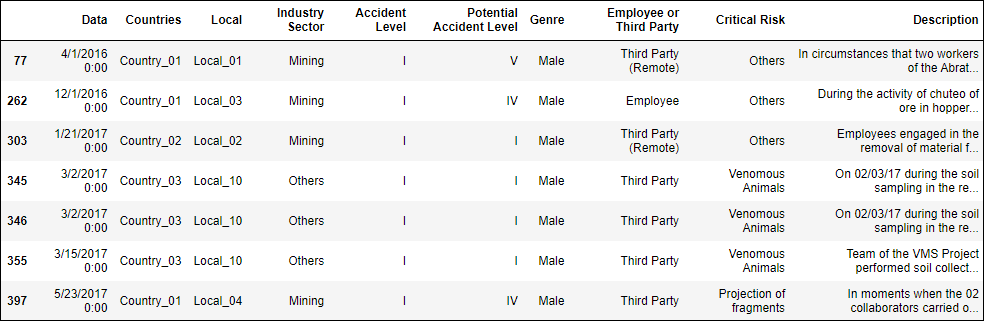 Data Countries Local Industry Sector Accident Level Potential Accident Level Genre Employee or Third Party Critical Risk Description
77 4/1/2016 0:00 Country_01 Local_01 Mining I V Male Third Party (Remote) Others In circumstances that two workers of the Abrat...
262 12/1/2016 0:00 Country_01 Local_03 Mining I IV Male Employee Others During the activity of chuteo of ore in hopper...
303 1/21/2017 0:00 Country_02 Local_02 Mining I I Male Third Party (Remote) Others Employees engaged in the removal of material f...
345 3/2/2017 0:00 Country_03 Local_10 Others I I Male Third Party Venomous Animals On 02/03/17 during the soil sampling in the re...
346 3/2/2017 0:00 Country_03 Local_10 Others I I Male Third Party Venomous Animals On 02/03/17 during the soil sampling in the re...
355 3/15/2017 0:00 Country_03 Local_10 Others I I Male Third Party Venomous Animals Team of the VMS Project performed soil collect...
397 5/23/2017 0:00 Country_01 Local_04 Mining I IV Male Third Party Projection of fragments In moments when the 02 collaborators carried o...